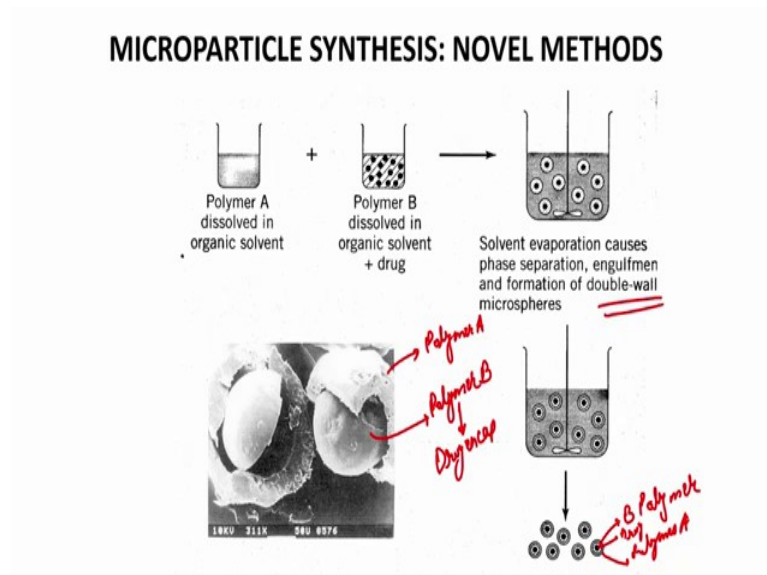 MICROPARTICLE SYNTHESIS: NOVEL METHODS
+
Polymer A
dissolved in
organic solvent
Polymer B
dissolved in
organic solvent
+ drug
Solvent evaporation causes
phase separation, engulfmen
and formation of double-wall
microspheres
Polymer A
Polymer B
Drug encap
10KV 311X 50U 0576
B Polymer
Polymer A